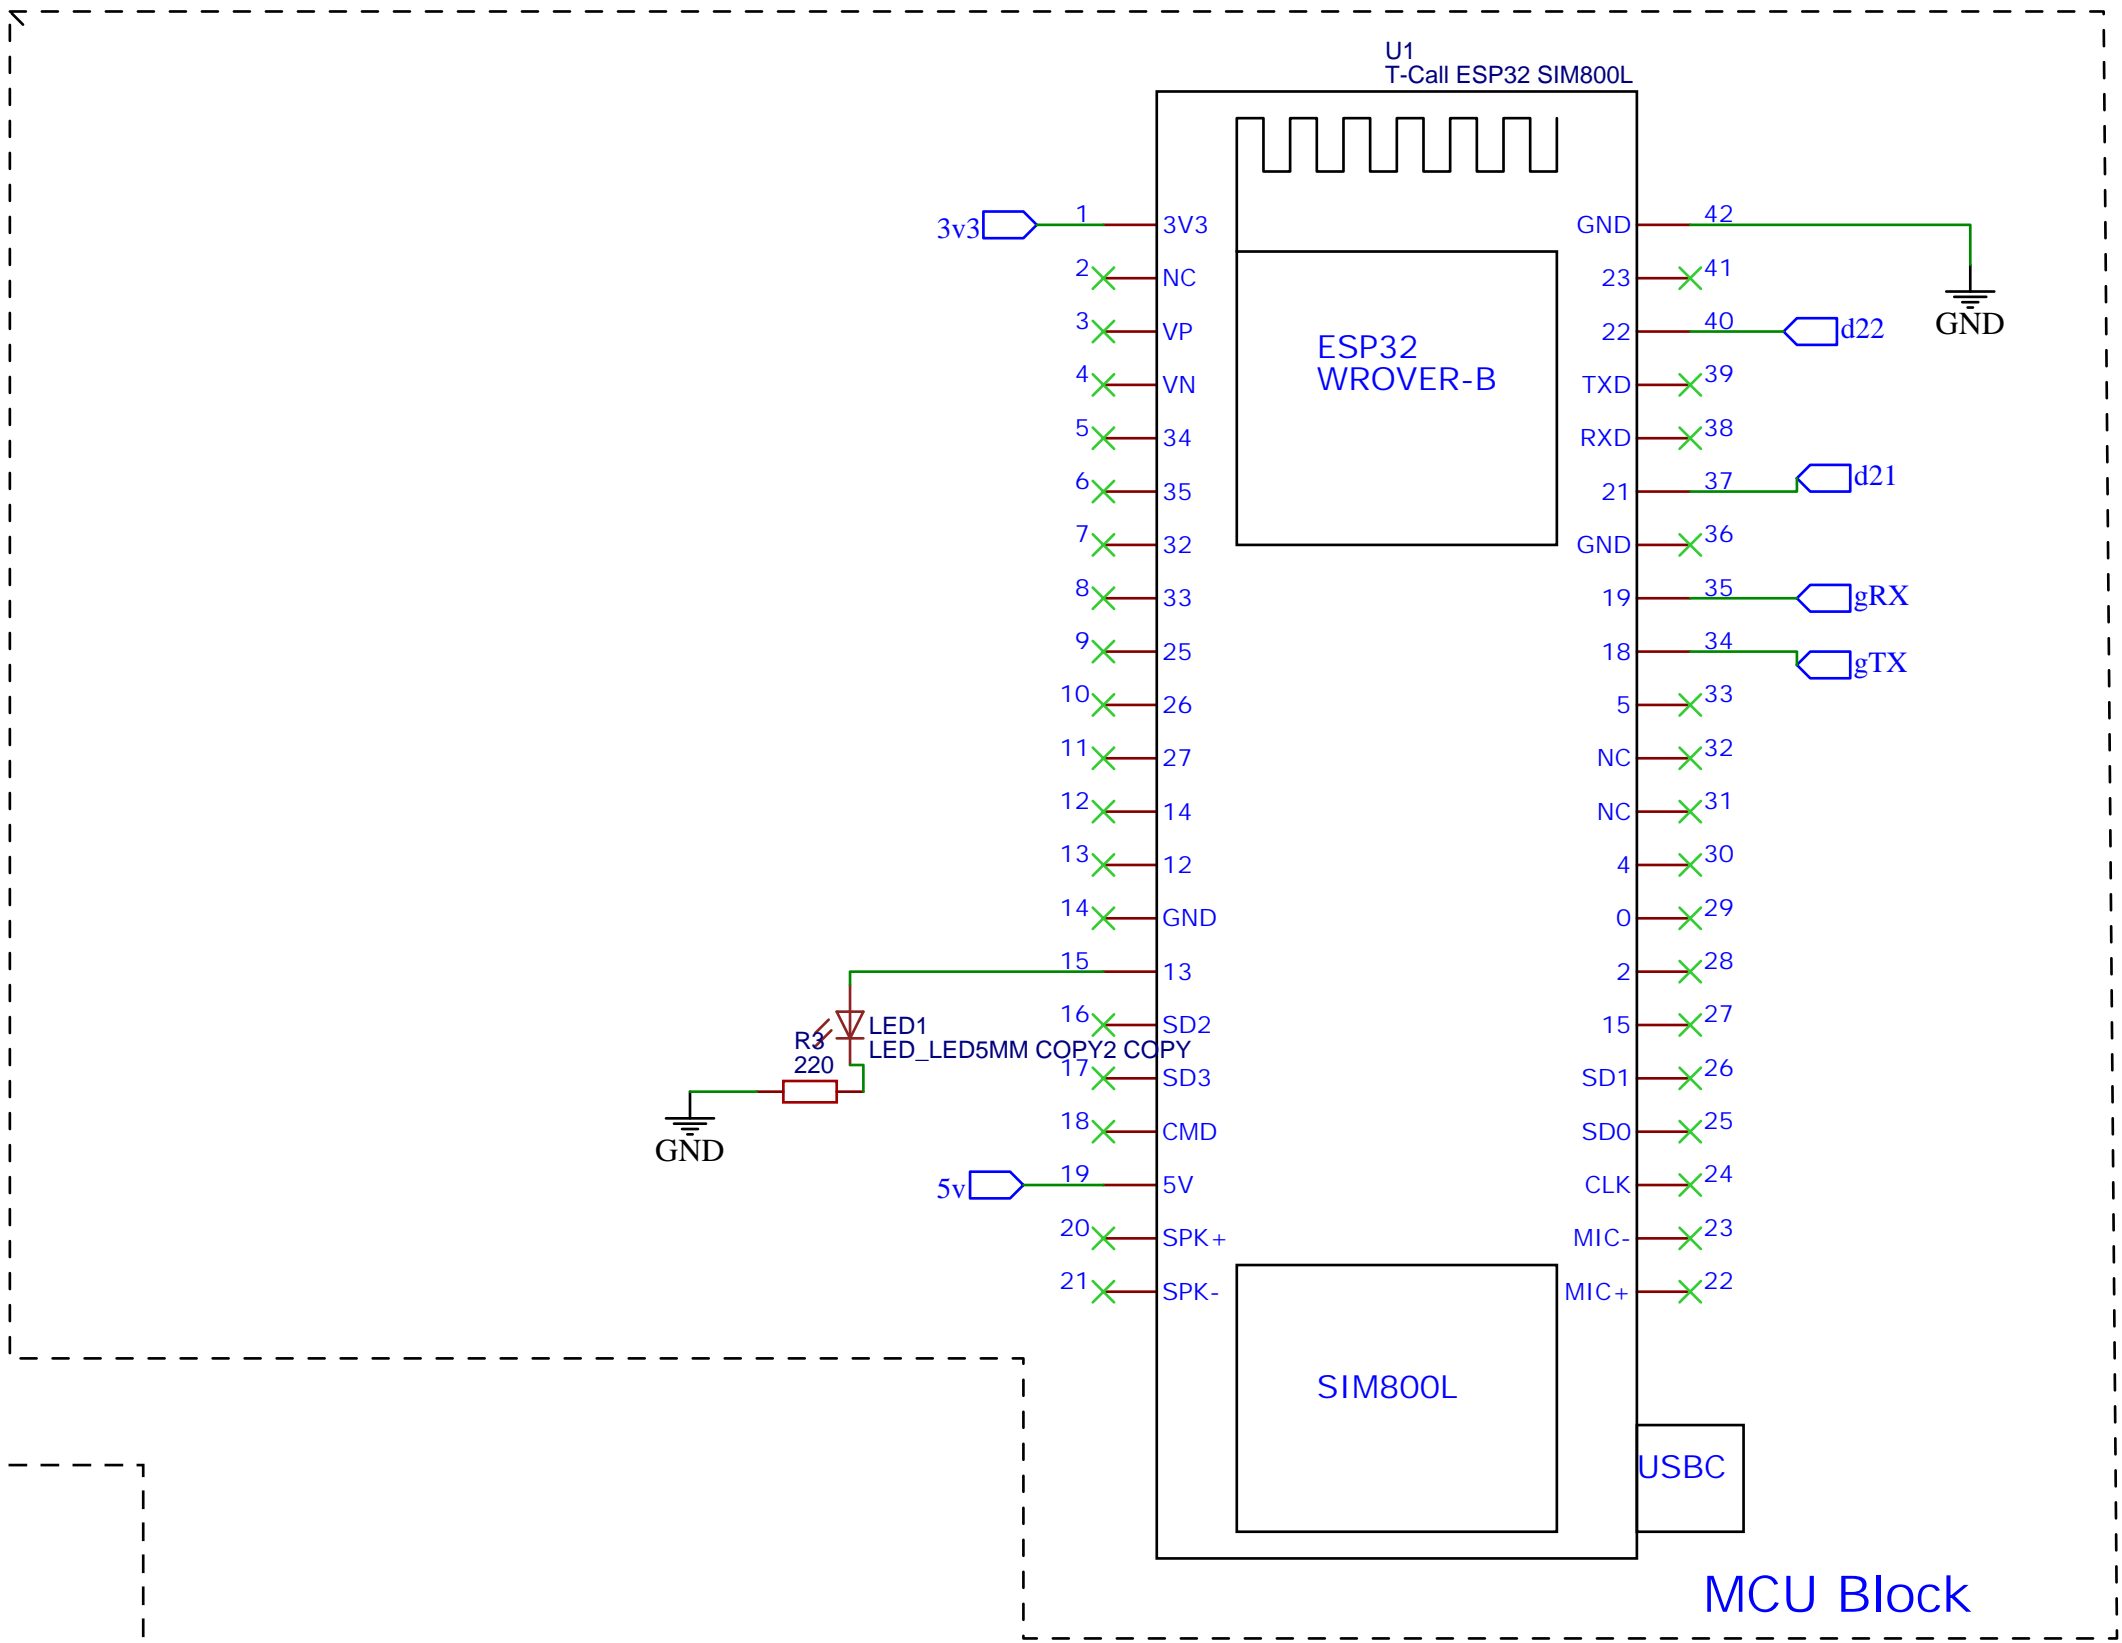 U1
T-Call ESP32 SIM800L
3v3
1
3V3
GND
42
2
NC
23
41
GND
3
VP
22
40
d22
ESP32
WROVER-B
4
VN
TXD
39
5
34
RXD
38
6
35
21
37
d21
7
32
GND
36
8
33
19
35
gRX
9
25
18
34
gTX
10
26
5
33
11
27
NC
32
12
14
NC
31
13
12
4
30
14
GND
0
29
15
13
2
28
16
SD2
15
27
LED1
LED_LED5MM COPY2 COPY
R3
220
17
SD3
SD1
26
GND
18
CMD
SD0
25
5v
19
5V
CLK
24
20
SPK+
MIC-
23
21
SPK-
MIC+
22
SIM800L
USBC
MCU Block